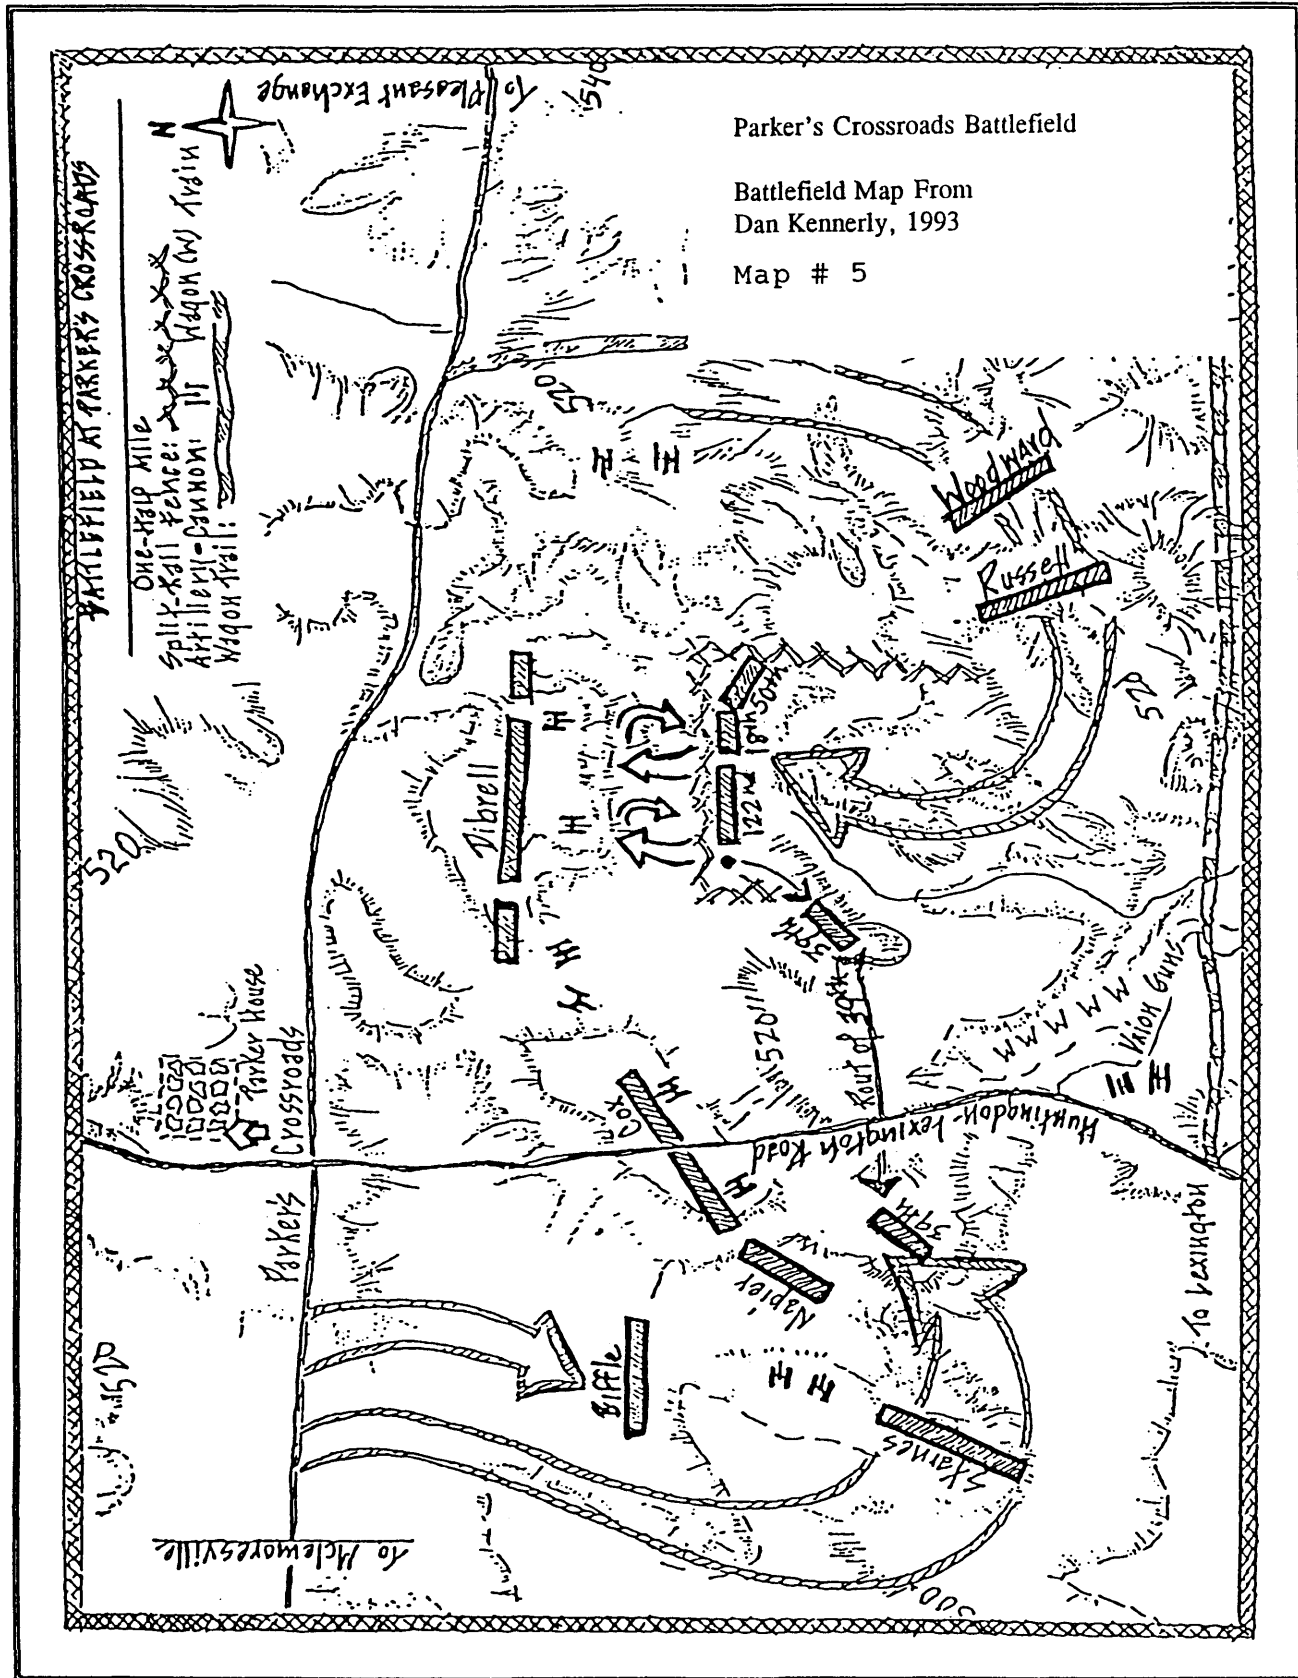 Parker's Crossroads Battlefield
Battlefield Map From
Dan Kennerly, 1993
Map # 5
BATTLEFIELD AT PARKER'S CROSSROADS
One-Half Mile
Split-Rail Fence:
Artillery-Cannon: Wagon (W) Train
Wagon Trail:
N
To Pleasant Exchange
540
520
Woodward
Russell
520
Dibrell
50th
18th
122nd
39th
520
Parker House
Parker's Crossroads
Cox
520
Rout of 39th
W W W W W
Union Guns
Huntingdon-Lexington Road
39th
Napier
Biffle
Starnes
To Lexington
To Mclemoresville
500